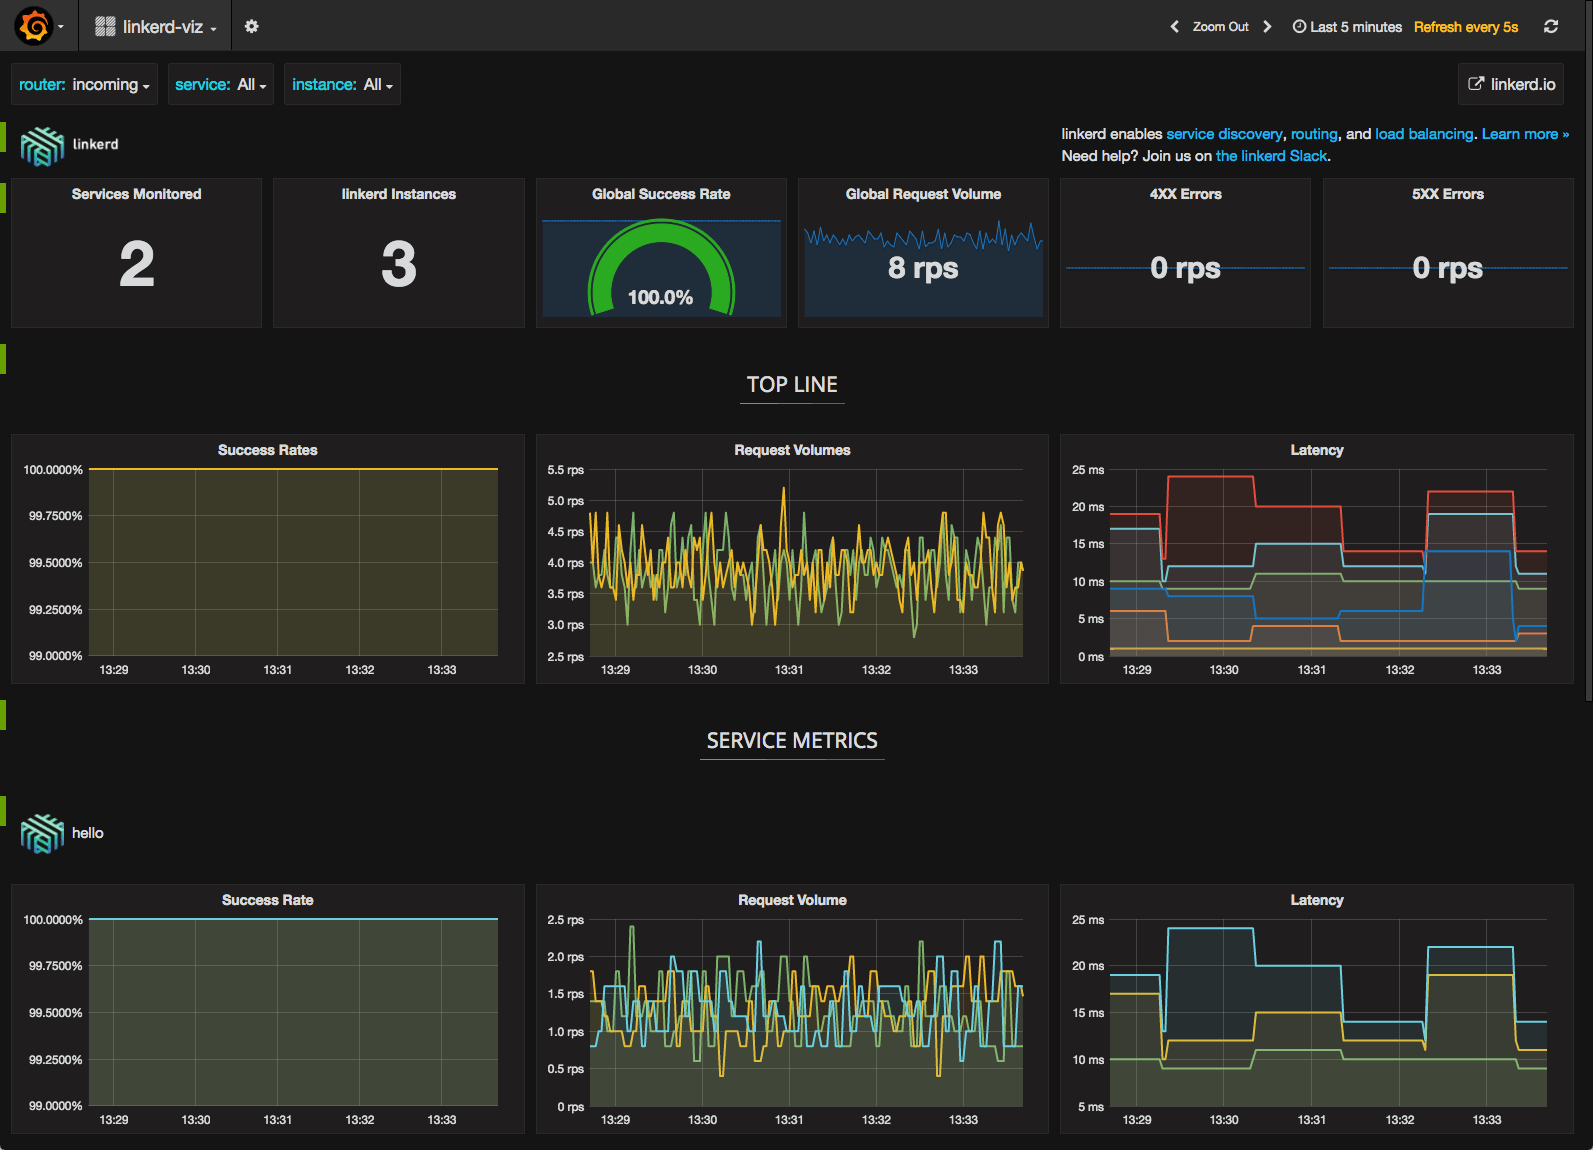 linkerd-viz
Zoom Out
Last 5 minutes
Refresh every 5s
router: incoming
service: All
instance: All
linkerd.io
linkerd
linkerd enables service discovery, routing, and load balancing. Learn more »
Need help? Join us on the linkerd Slack.
Services Monitored
2
linkerd Instances
3
Global Success Rate
100.0%
Global Request Volume
8 rps
4XX Errors
0 rps
5XX Errors
0 rps
TOP LINE
Success Rates
100.0000%
99.7500%
99.5000%
99.2500%
99.0000%
13:29 13:30 13:31 13:32 13:33
Request Volumes
5.5 rps
5.0 rps
4.5 rps
4.0 rps
3.5 rps
3.0 rps
2.5 rps
13:29 13:30 13:31 13:32 13:33
Latency
25 ms
20 ms
15 ms
10 ms
5 ms
0 ms
13:29 13:30 13:31 13:32 13:33
SERVICE METRICS
hello
Success Rate
100.0000%
99.7500%
99.5000%
99.2500%
99.0000%
13:29 13:30 13:31 13:32 13:33
Request Volume
2.5 rps
2.0 rps
1.5 rps
1.0 rps
0.5 rps
0 rps
13:29 13:30 13:31 13:32 13:33
Latency
25 ms
20 ms
15 ms
10 ms
5 ms
13:29 13:30 13:31 13:32 13:33